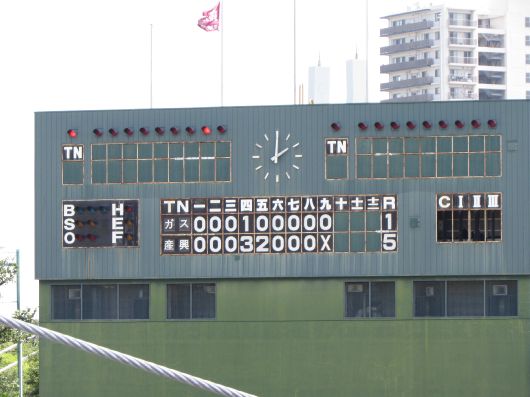 TN TN
TN 一 二 三 四 五 六 七 八 九 十 十一 十二 R
ガス 0 0 0 1 0 0 0 0 0 1
産興 0 0 0 3 2 0 0 0 X 5
B H
S E
O F
C I II III